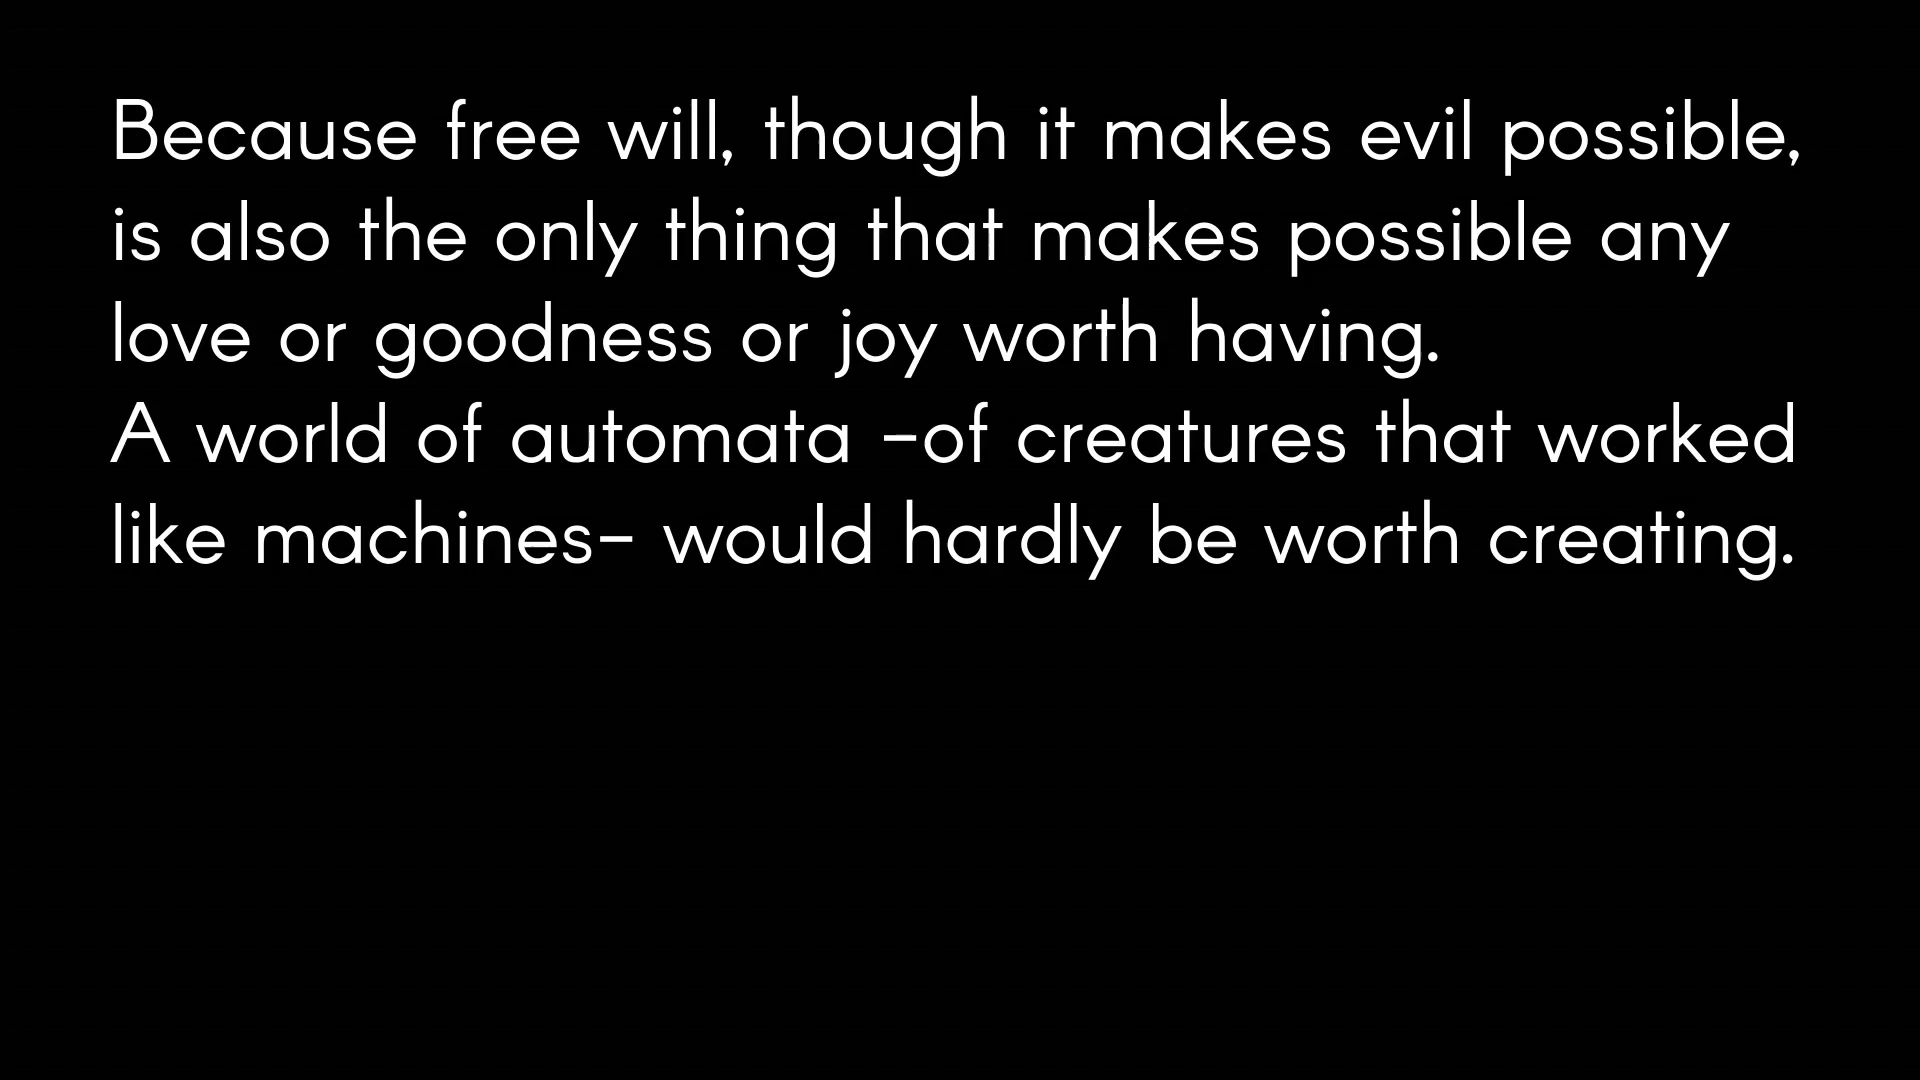 Because free will, though it makes evil possible,
is also the only thing that makes possible any
love or goodness or joy worth having.
A world of automata –of creatures that worked
like machines– would hardly be worth creating.